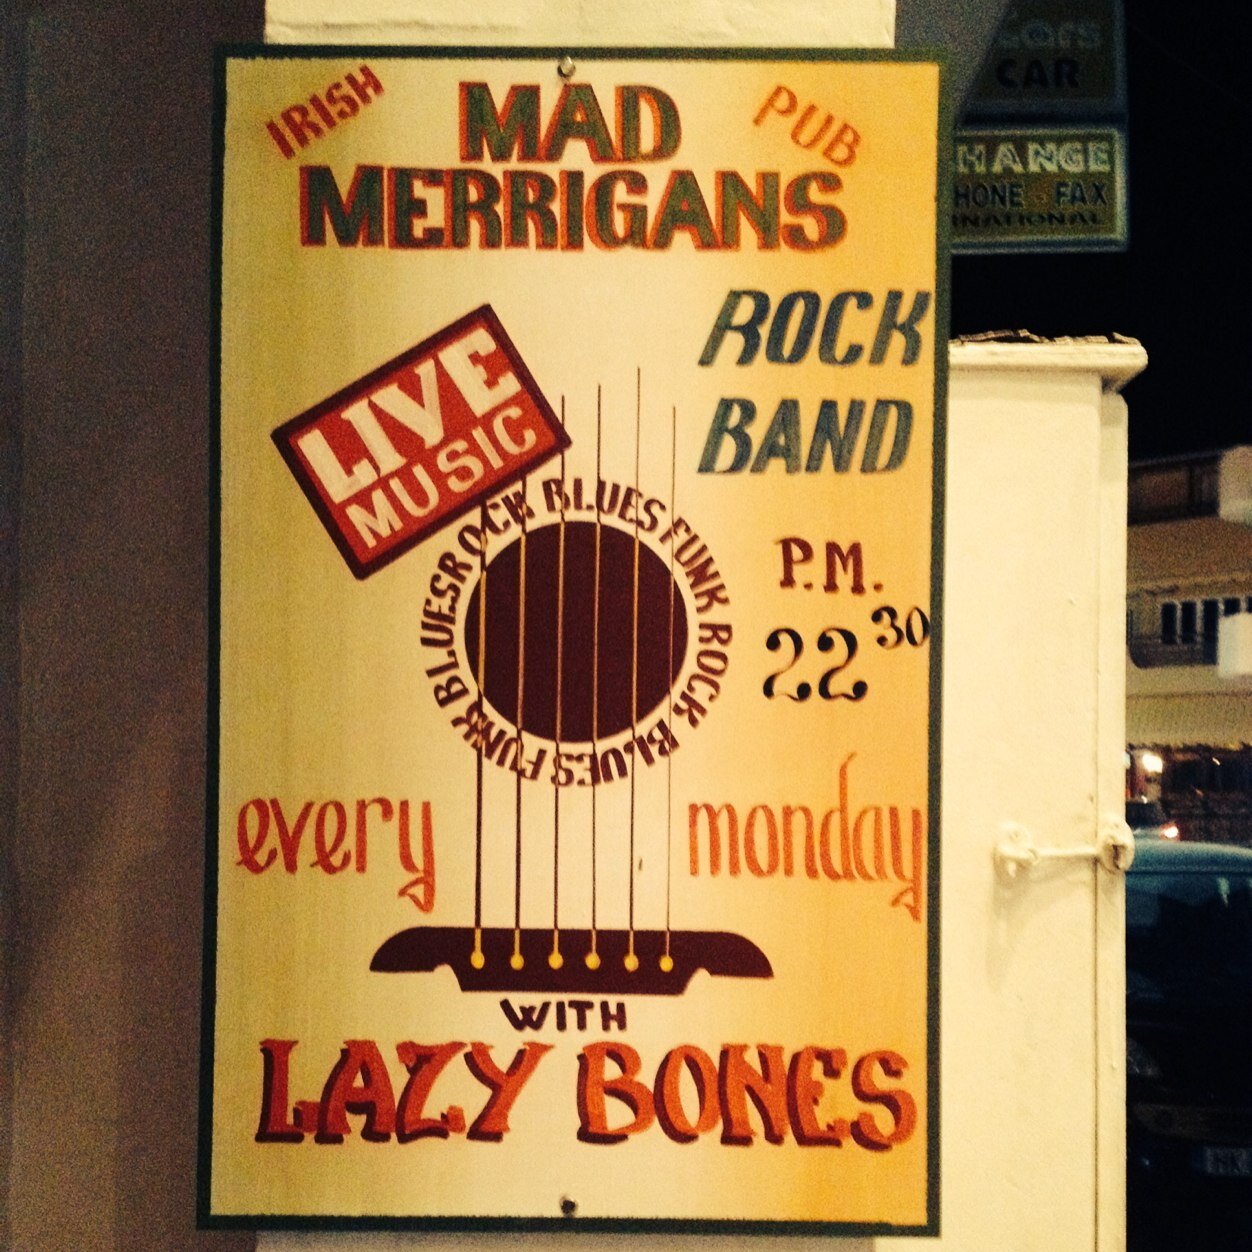 IRISH
MAD
PUB
MERRIGANS
ROCK
BAND
LIVE
MUSIC
ROCK BLUES FUNK ROCK BLUES FUNK BLUES
P.M.
22 30
every monday
WITH
LAZY BONES
CAR
HANGE
HONE FAX